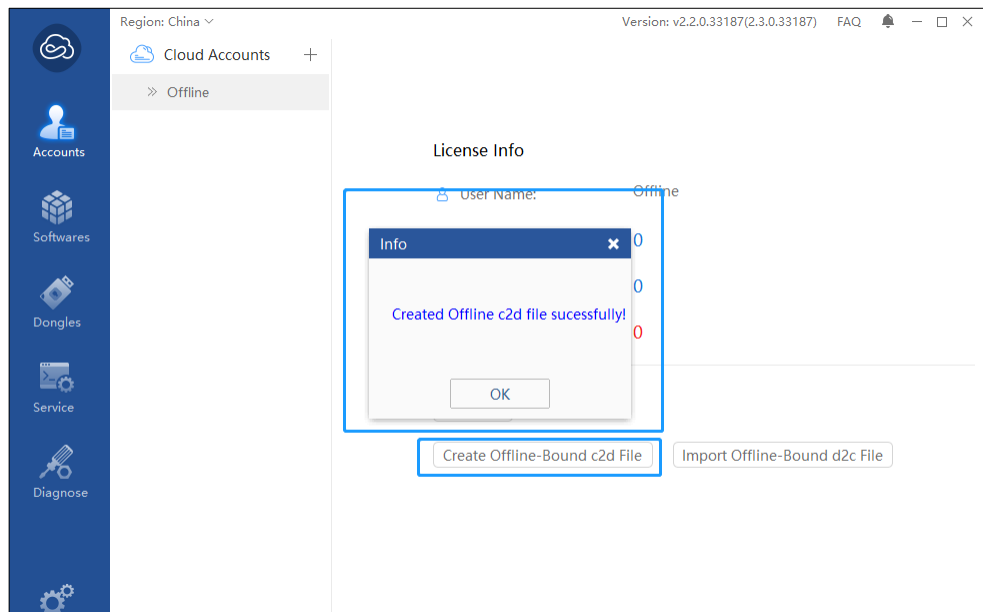 Region: China
Version: v2.2.0.33187(2.3.0.33187)
FAQ
Cloud Accounts
Offline
Accounts
Softwares
Dongles
Service
Diagnose
License Info
User Name:
Offline
0
0
0
Info
Created Offline c2d file sucessfully!
OK
Create Offline-Bound c2d File
Import Offline-Bound d2c File